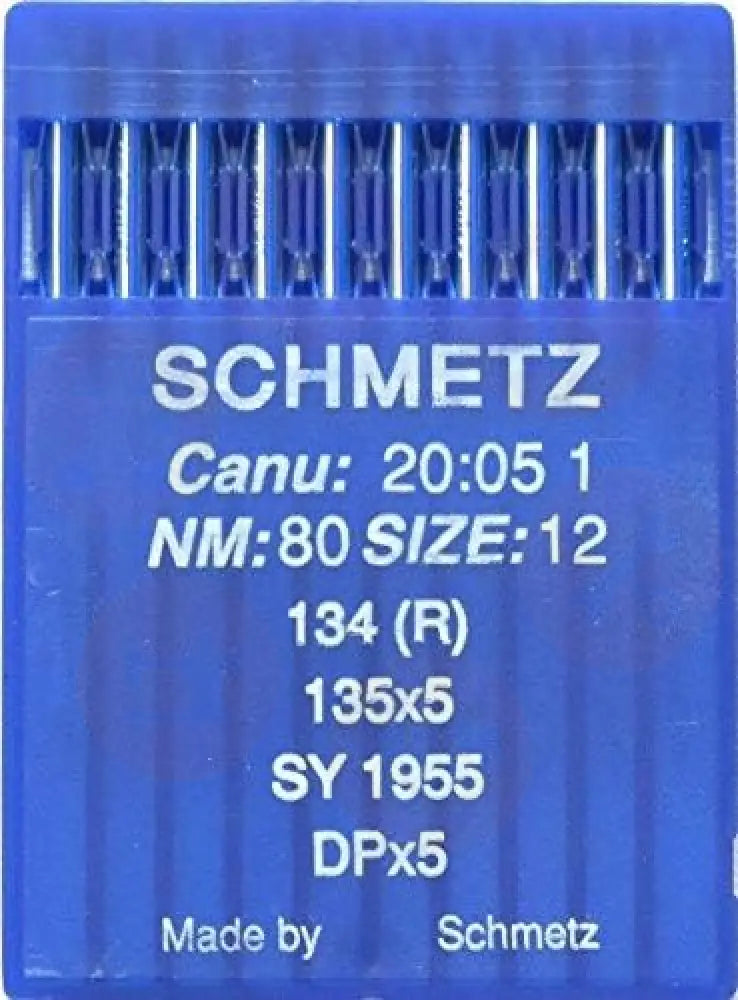 SCHMETZ
Canu: 20:05 1
NM:80 SIZE:12
134 (R)
135x5
SY 1955
DPx5
Made by Schmetz